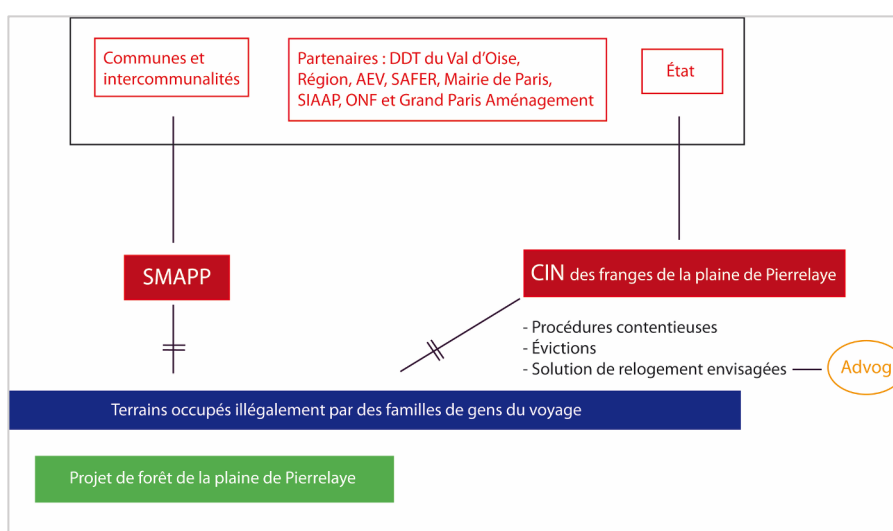 Communes et
intercommunalités
Partenaires : DDT du Val d'Oise,
Région, AEV, SAFER, Mairie de Paris,
SIAAP, ONF et Grand Paris Aménagement
État
SMAPP
CIN des franges de la plaine de Pierrelaye
- Procédures contentieuses
- Évictions
- Solution de relogement envisagées
Advog
Terrains occupés illégalement par des familles de gens du voyage
Projet de forêt de la plaine de Pierrelaye